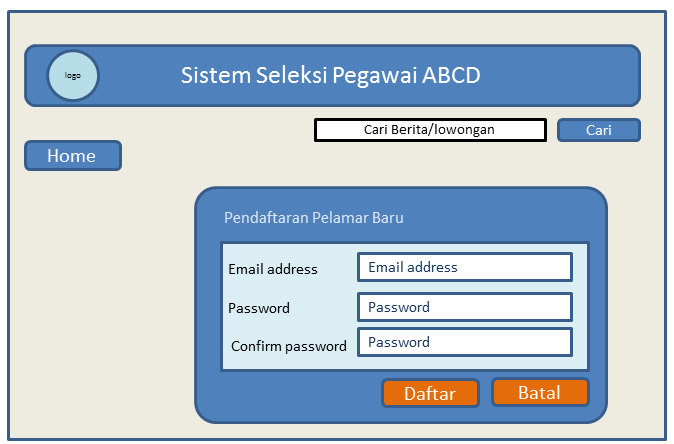 logo
Sistem Seleksi Pegawai ABCD
Cari Berita/lowongan
Cari
Home
Pendaftaran Pelamar Baru
Email address
Email address
Password
Password
Confirm password
Password
Daftar
Batal